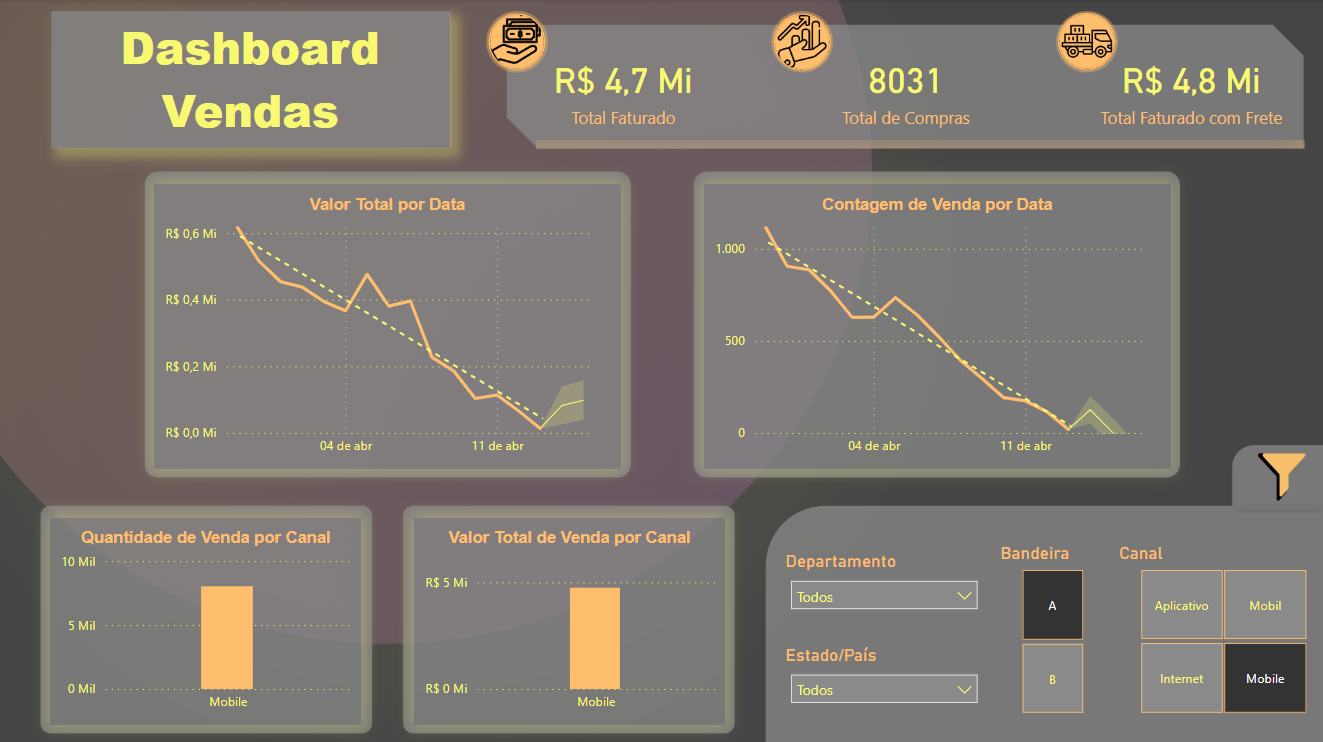 Dashboard
Vendas
R$ 4,7 Mi
Total Faturado
8031
Total de Compras
R$ 4,8 Mi
Total Faturado com Frete
Valor Total por Data
R$ 0,6 Mi
R$ 0,4 Mi
R$ 0,2 Mi
R$ 0,0 Mi
04 de abr
11 de abr
Contagem de Venda por Data
1.000
500
0
04 de abr
11 de abr
Quantidade de Venda por Canal
10 Mil
5 Mil
0 Mil
Mobile
Valor Total de Venda por Canal
R$ 5 Mi
R$ 0 Mi
Mobile
Departamento
Todos
Estado/País
Todos
Bandeira
A
B
Canal
Aplicativo
Mobil
Internet
Mobile